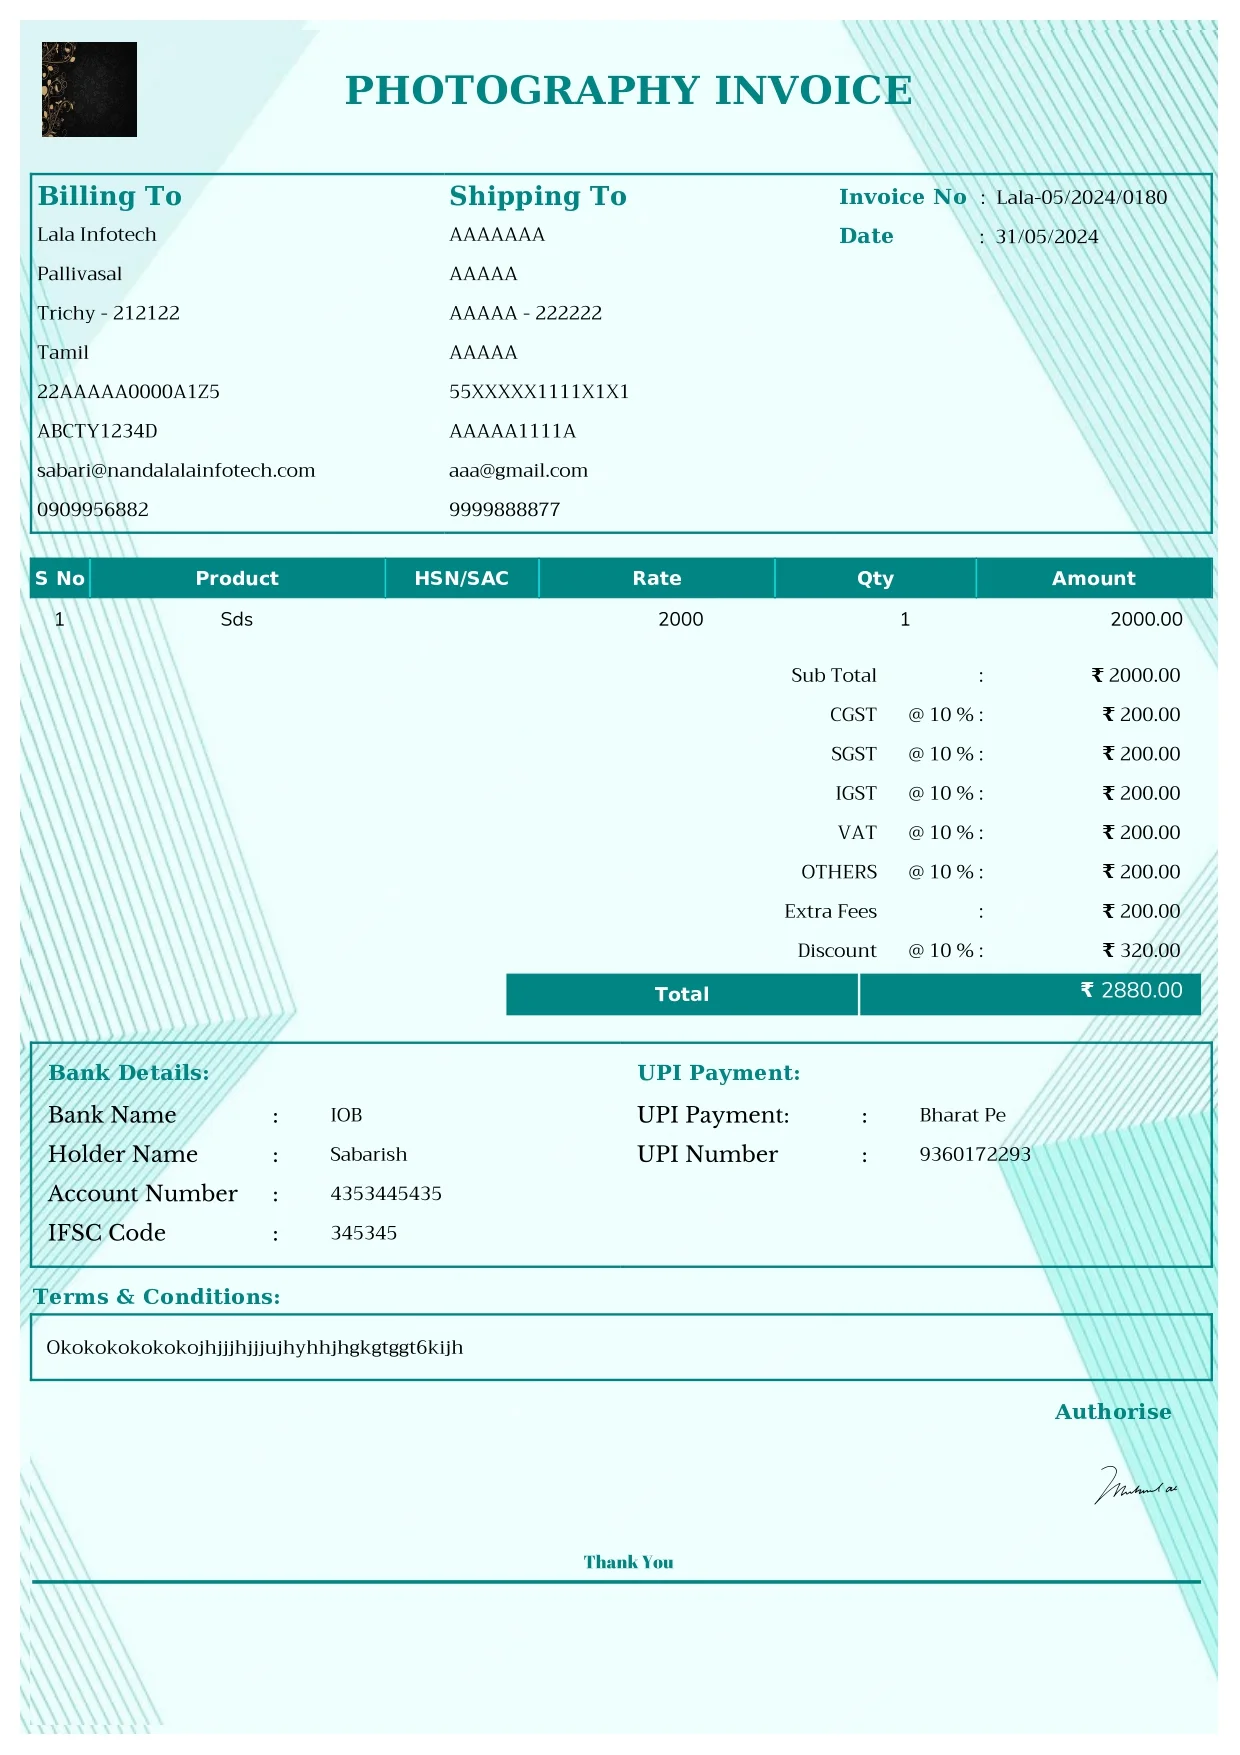 PHOTOGRAPHY INVOICE
Billing To
Lala Infotech
Pallivasal
Trichy - 212122
Tamil
22AAAAA0000A1Z5
ABCTY1234D
sabari@nandalalainfotech.com
0909956882
Shipping To
AAAAAAA
AAAAA
AAAAA - 222222
AAAAA
55XXXXX1111X1X1
AAAAA1111A
aaa@gmail.com
9999888877
Invoice No : Lala-05/2024/0180
Date : 31/05/2024
S No Product HSN/SAC Rate Qty Amount
1 Sds 2000 1 2000.00
Sub Total : ₹ 2000.00
CGST @ 10 % : ₹ 200.00
SGST @ 10 % : ₹ 200.00
IGST @ 10 % : ₹ 200.00
VAT @ 10 % : ₹ 200.00
OTHERS @ 10 % : ₹ 200.00
Extra Fees : ₹ 200.00
Discount @ 10 % : ₹ 320.00
Total ₹ 2880.00
Bank Details:
Bank Name : IOB
Holder Name : Sabarish
Account Number : 4353445435
IFSC Code : 345345
UPI Payment:
UPI Payment: : Bharat Pe
UPI Number : 9360172293
Terms & Conditions:
Okokokokokokojhjjjhjjjujhyhhjhgkgtggt6kijh
Authorise
Thank You